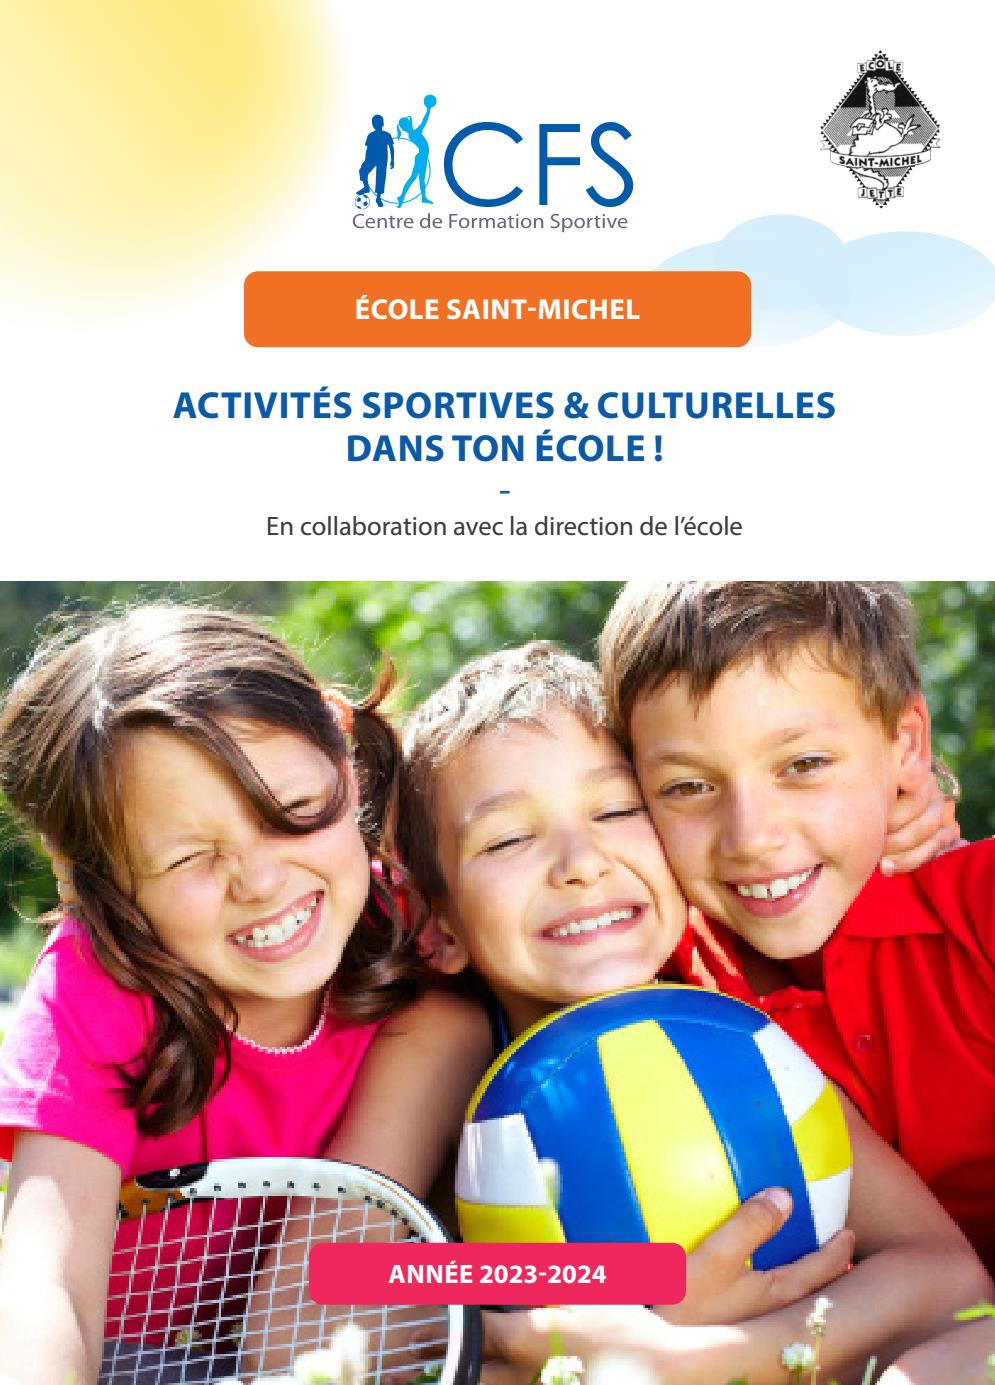 CFS
Centre de Formation Sportive
ECOLE
SAINT-MICHEL
JETTE
ÉCOLE SAINT-MICHEL
ACTIVITÉS SPORTIVES & CULTURELLES
DANS TON ÉCOLE !
-
En collaboration avec la direction de l’école
ANNÉE 2023-2024